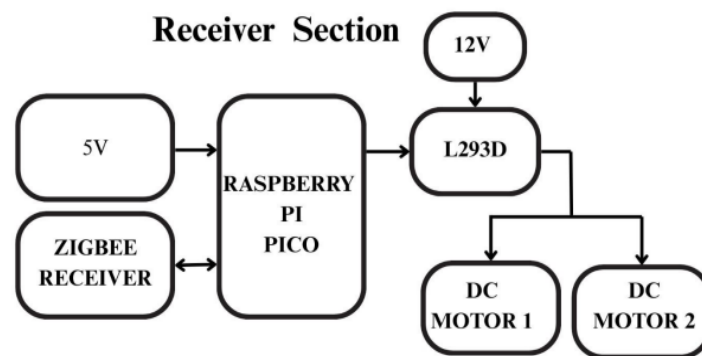 Receiver Section
12V
5V
RASPBERRY
PI
PICO
L293D
ZIGBEE
RECEIVER
DC
MOTOR 1
DC
MOTOR 2